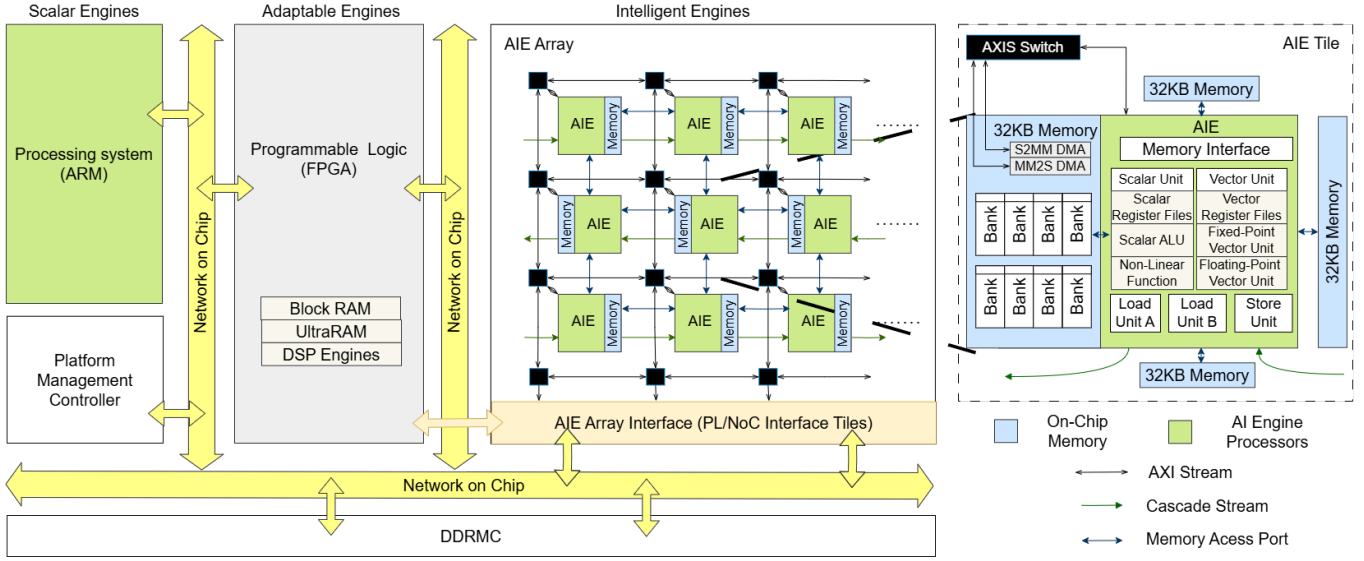 Scalar Engines
Adaptable Engines
Intelligent Engines
Processing system
(ARM)
Platform
Management
Controller
Network on Chip
Programmable Logic
(FPGA)
Block RAM
UltraRAM
DSP Engines
Network on Chip
AIE Array
AIE
Memory
AIE
Memory
AIE
Memory
Memory
AIE
Memory
AIE
Memory
AIE
AIE
Memory
AIE
Memory
AIE
Memory
AIE Array Interface (PL/NoC Interface Tiles)
Network on Chip
DDRMC
AIE Tile
AXIS Switch
32KB Memory
32KB Memory
S2MM DMA
MM2S DMA
Bank
Bank
Bank
Bank
Bank
Bank
Bank
Bank
AIE
Memory Interface
Scalar Unit
Vector Unit
Scalar
Register Files
Vector
Register Files
Scalar ALU
Fixed-Point
Vector Unit
Non-Linear
Function
Floating-Point
Vector Unit
Load
Unit A
Load
Unit B
Store
Unit
32KB Memory
32KB Memory
On-Chip
Memory
AI Engine
Processors
AXI Stream
Cascade Stream
Memory Acess Port